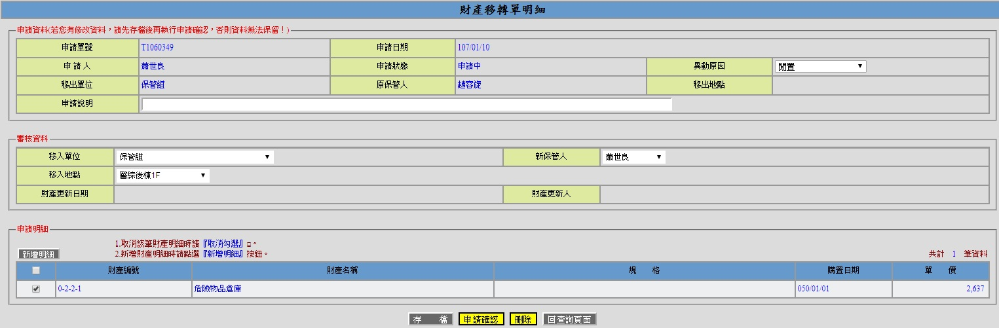 財產移轉單明細
申請資料(若您有修改資料，請先存檔後再執行申請確認，否則資料無法保留！)
申請單號 T1060349 申請日期 107/01/10
申 請 人 蕭世良 申請狀態 申請中 異動原因 閒置
移出單位 保管組 原保管人 趙容旋 移出地點
申請說明
審核資料
移入單位 保管組 新保管人 蕭世良
移入地點 醫綜後棟1F
財產更新日期 財產更新人
申請明細
1.取消該筆財產明細時請『取消勾選』□。
新增明細 2.新增財產明細時請點選『新增明細』按鈕。 共計 1 筆資料
財產編號 財產名稱 規 格 購置日期 單 價
0-2-2-1 危險物品倉庫 050/01/01 2,637
存 檔 申請確認 刪除 回查詢頁面